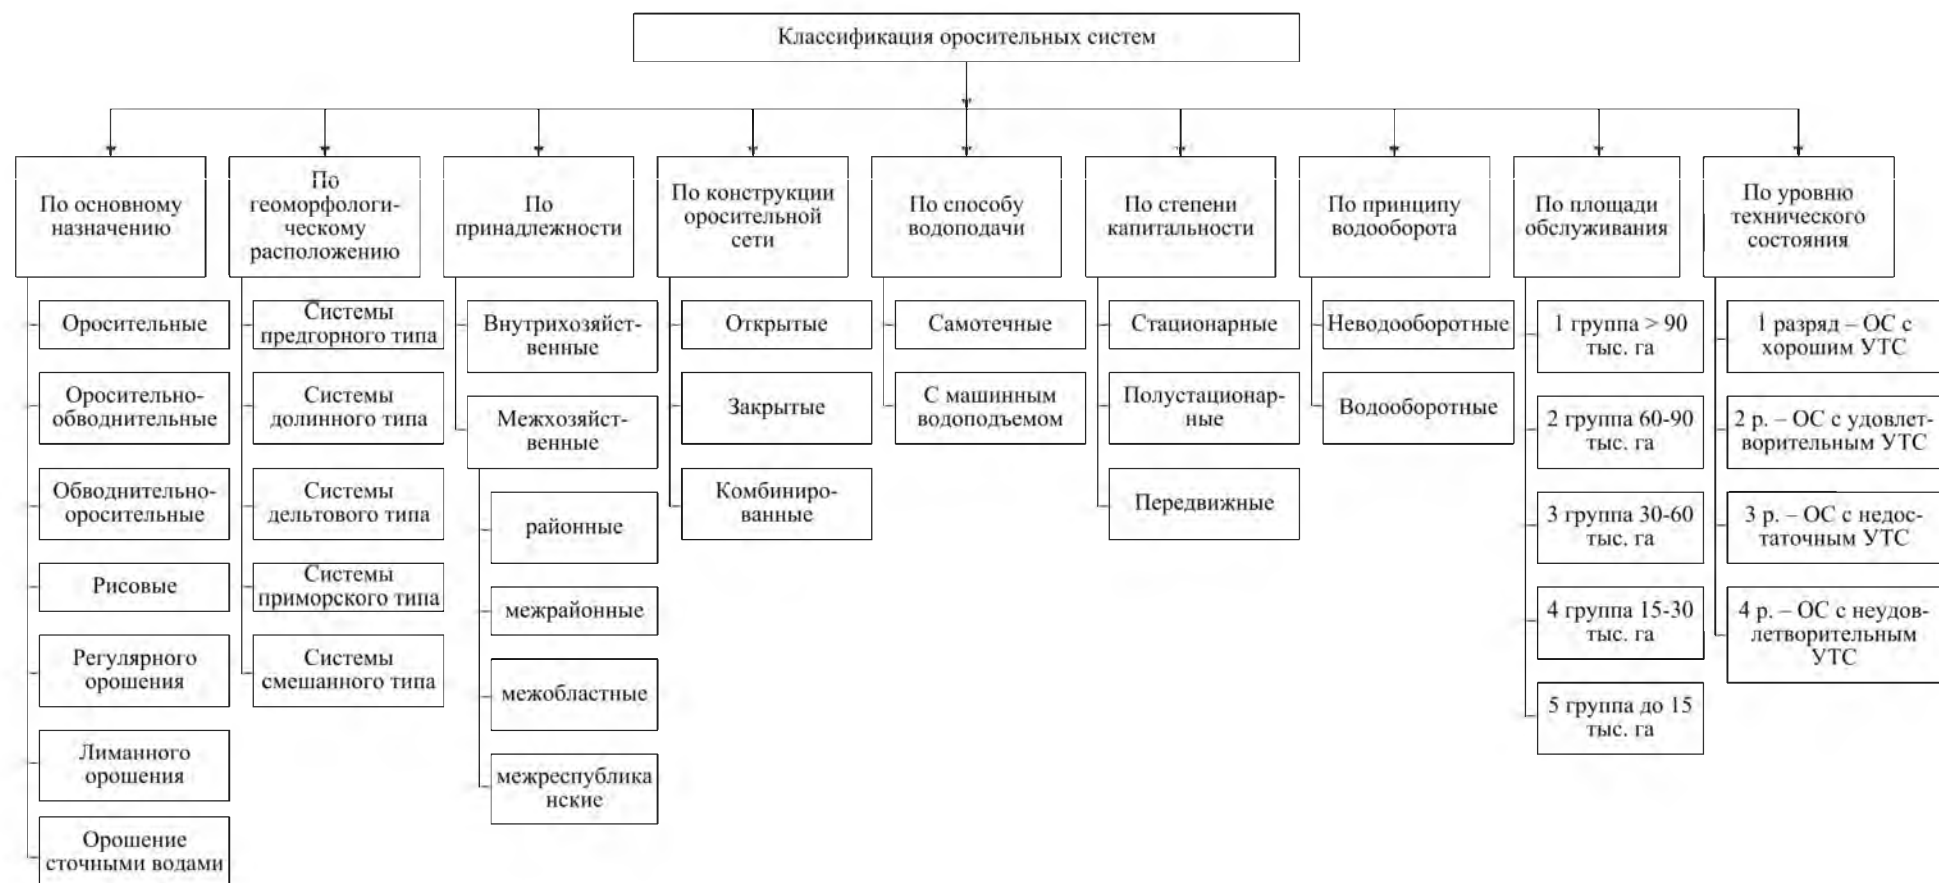 Классификация оросительных систем
По основному
назначению
Оросительные
Оросительно-
обводнительные
Обводнительно-
оросительные
Рисовые
Регулярного
орошения
Лиманного
орошения
Орошение
сточными водами
По
геоморфологи-
ческому
расположению
Системы
предгорного типа
Системы
долинного типа
Системы
дельтового типа
Системы
приморского типа
Системы
смешанного типа
По
принадлежности
Внутрихозяйст-
венные
Межхозяйст-
венные
районные
межрайонные
межобластные
межреспублика
нские
По конструкции
оросительной
сети
Открытые
Закрытые
Комбиниро-
ванные
По способу
водоподачи
Самотечные
С машинным
водоподъемом
По степени
капитальности
Стационарные
Полустационар-
ные
Передвижные
По принципу
водооборота
Неводооборотные
Водооборотные
По площади
обслуживания
1 группа > 90
тыс. га
2 группа 60-90
тыс. га
3 группа 30-60
тыс. га
4 группа 15-30
тыс. га
5 группа до 15
тыс. га
По уровню
технического
состояния
1 разряд – ОС с
хорошим УТС
2 р. – ОС с удовлет-
ворительным УТС
3 р. – ОС с недос-
таточным УТС
4 р. – ОС с неудов-
летворительным
УТС